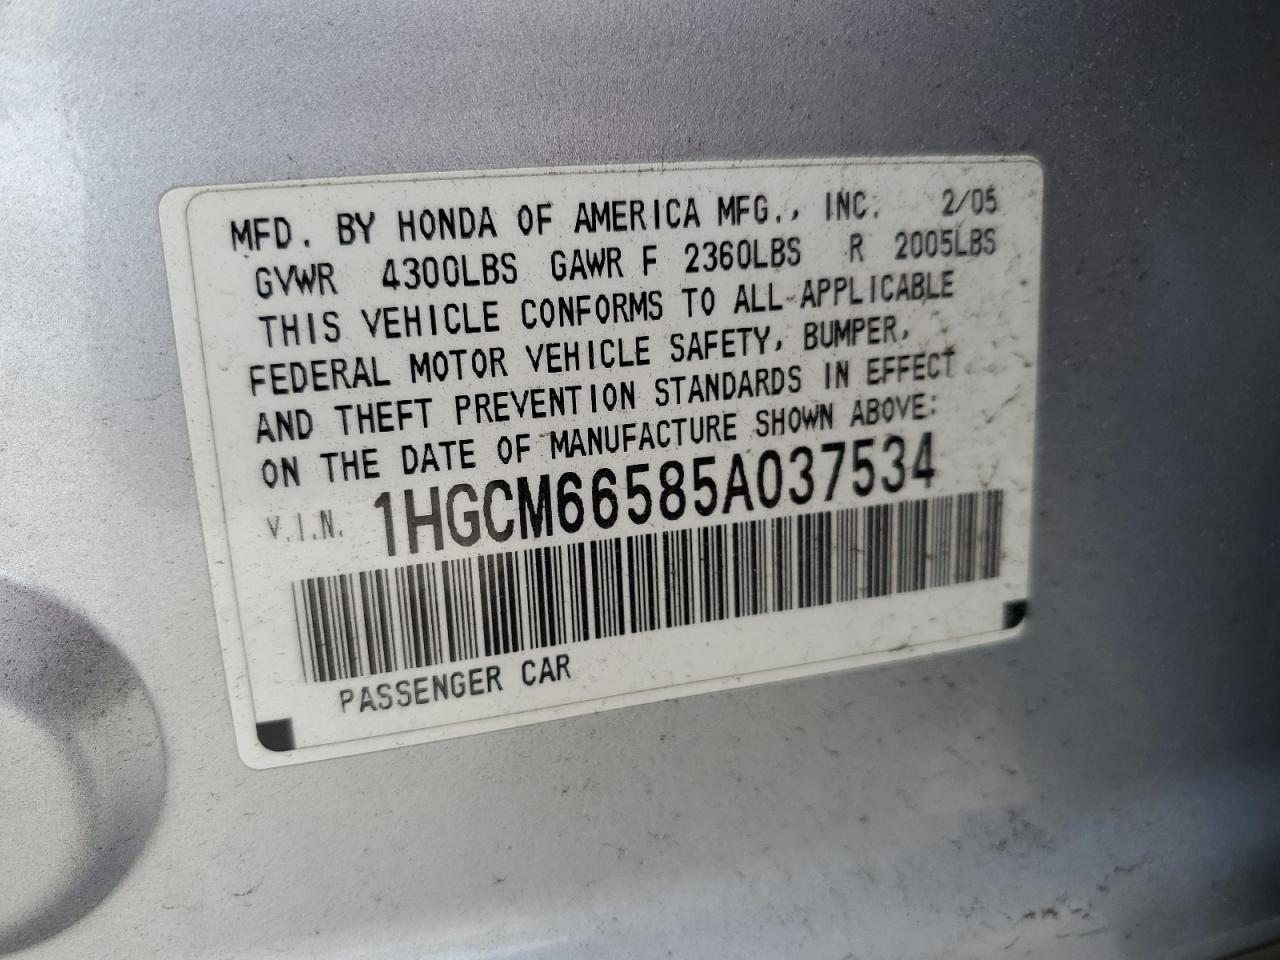 MFD. BY HONDA OF AMERICA MFG., INC. 2/05
GVWR 4300LBS GAWR F 2360LBS R 2005LBS
THIS VEHICLE CONFORMS TO ALL APPLICABLE
FEDERAL MOTOR VEHICLE SAFETY, BUMPER,
AND THEFT PREVENTION STANDARDS IN EFFECT
ON THE DATE OF MANUFACTURE SHOWN ABOVE:
V.I.N. 1HGCM66585A037534
PASSENGER CAR